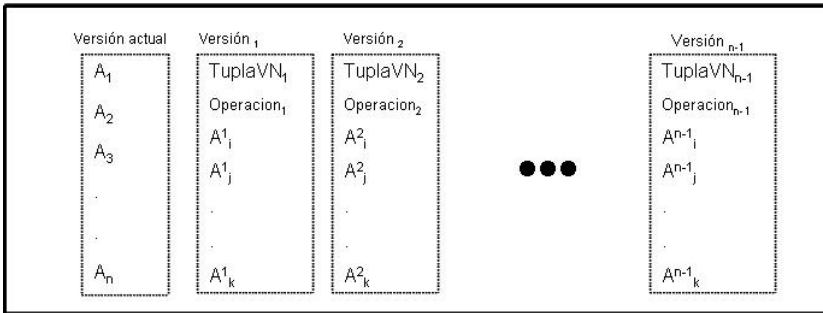 Versión actual
A₁
A₂
A₃
.
.
Aₙ
Versión ₁
TuplaVN₁
Operacion₁
A¹ᵢ
A¹ⱼ
.
.
A¹ₖ
Versión ₂
TuplaVN₂
Operacion₂
A²ᵢ
A²ⱼ
.
.
A²ₖ
Versión ₙ₋₁
TuplaVNₙ₋₁
Operacionₙ₋₁
Aⁿ⁻¹ᵢ
Aⁿ⁻¹ⱼ
.
.
Aⁿ⁻¹ₖ